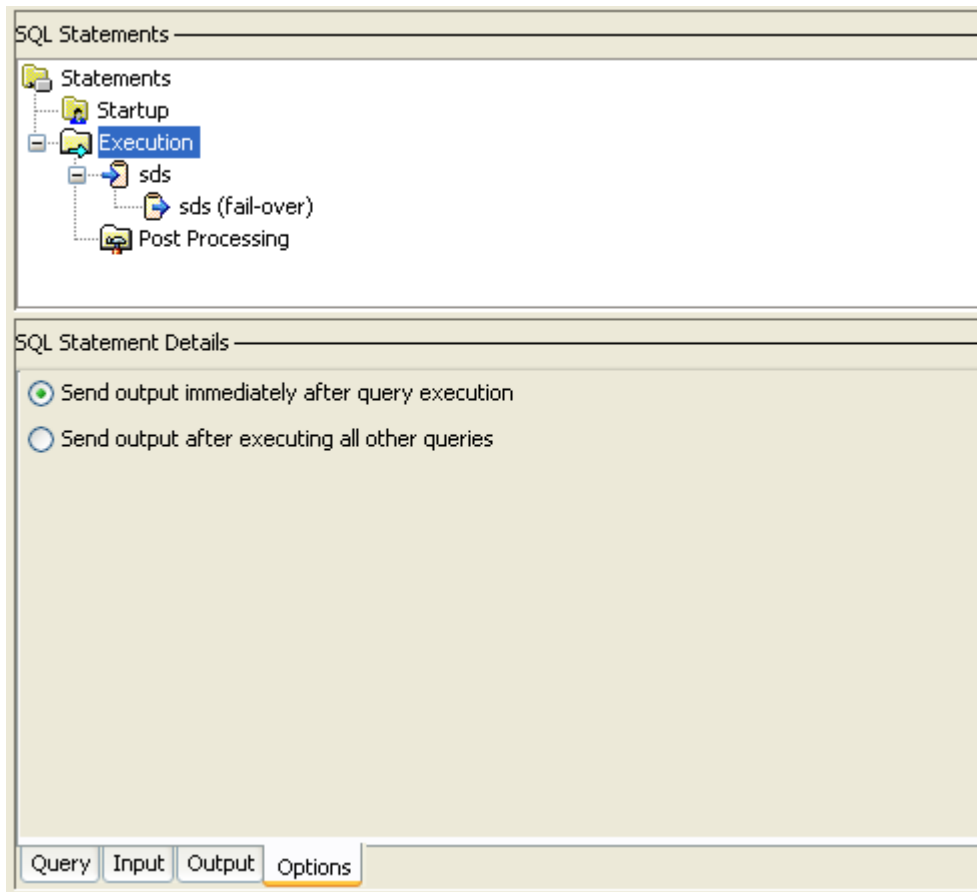 SQL Statements
Statements
Startup
Execution
sds
sds (fail-over)
Post Processing
SQL Statement Details
Send output immediately after query execution
Send output after executing all other queries
Query Input Output Options